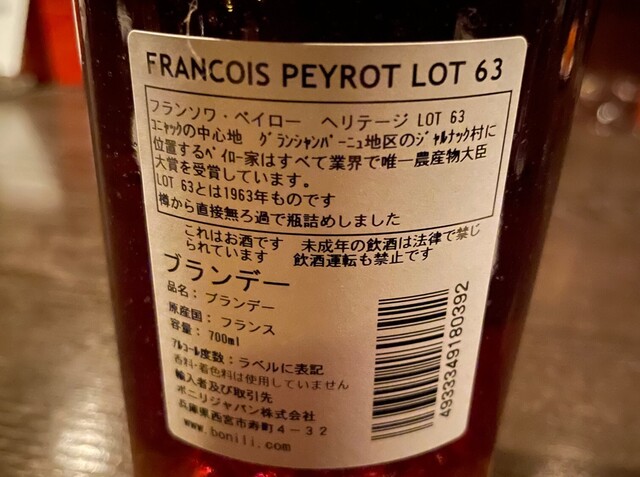 FRANCOIS PEYROT LOT 63
フランソワ・ペイロー ヘリテージ LOT 63
コニャックの中心地 グランシャンパーニュ地区のジャルナック村に
位置するペイロー家はすべて業界で唯一農産物大臣
大賞を受賞しています。
LOT 63とは1963年ものです
樽から直接無ろ過で瓶詰めしました
これはお酒です 未成年の飲酒は法律で禁じ
られています 飲酒運転も禁止です
ブランデー
品名：ブランデー
原産国：フランス
容量：700ml
アルコール度数：ラベルに表記
香料・着色料は使用していません
輸入者及び取引先
ボニリジャパン株式会社
兵庫県西宮市寿町4-32
www.bonili.com
4933349180392